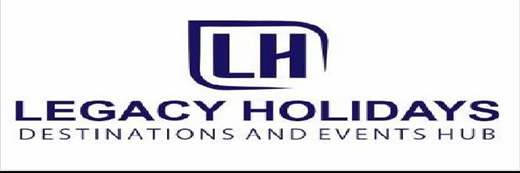 LH
LEGACY HOLIDAYS
DESTINATIONS AND EVENTS HUB